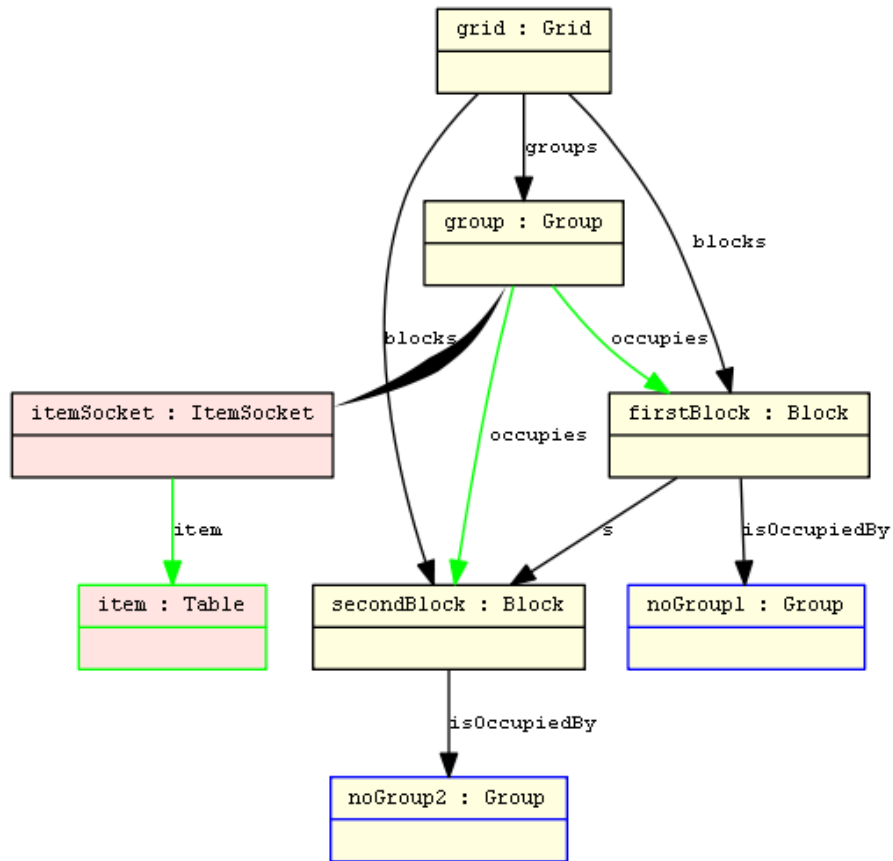 grid : Grid
groups
group : Group
blocks
blocks
occupies
itemSocket : ItemSocket
firstBlock : Block
occupies
item
s
isOccupiedBy
item : Table
secondBlock : Block
noGroup1 : Group
isOccupiedBy
noGroup2 : Group